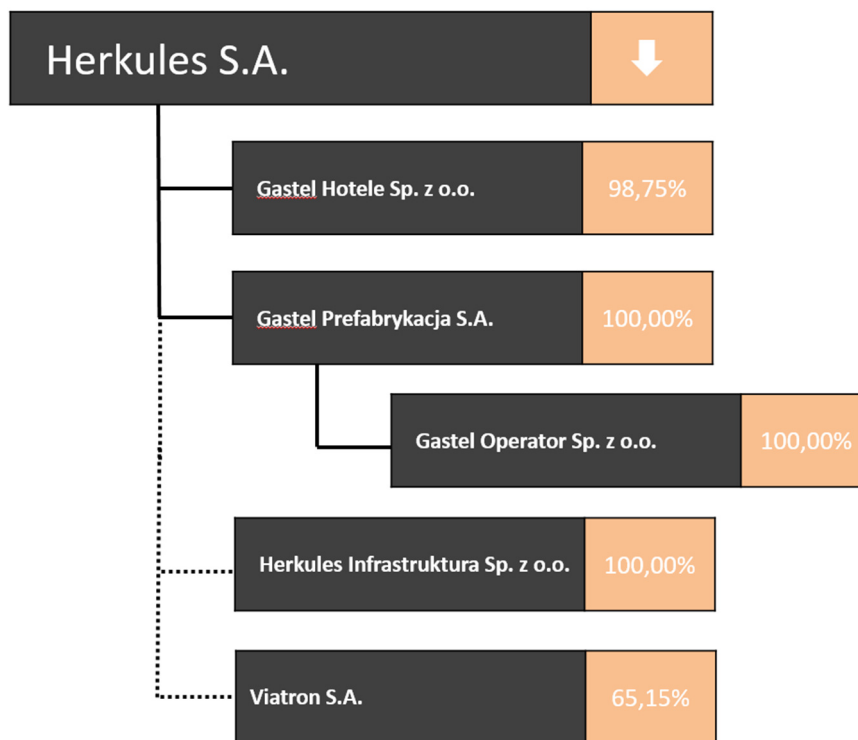 Herkules S.A.
Gastel Hotele Sp. z o.o. 98,75%
Gastel Prefabrykacja S.A. 100,00%
Gastel Operator Sp. z o.o. 100,00%
Herkules Infrastruktura Sp. z o.o. 100,00%
Viatron S.A. 65,15%